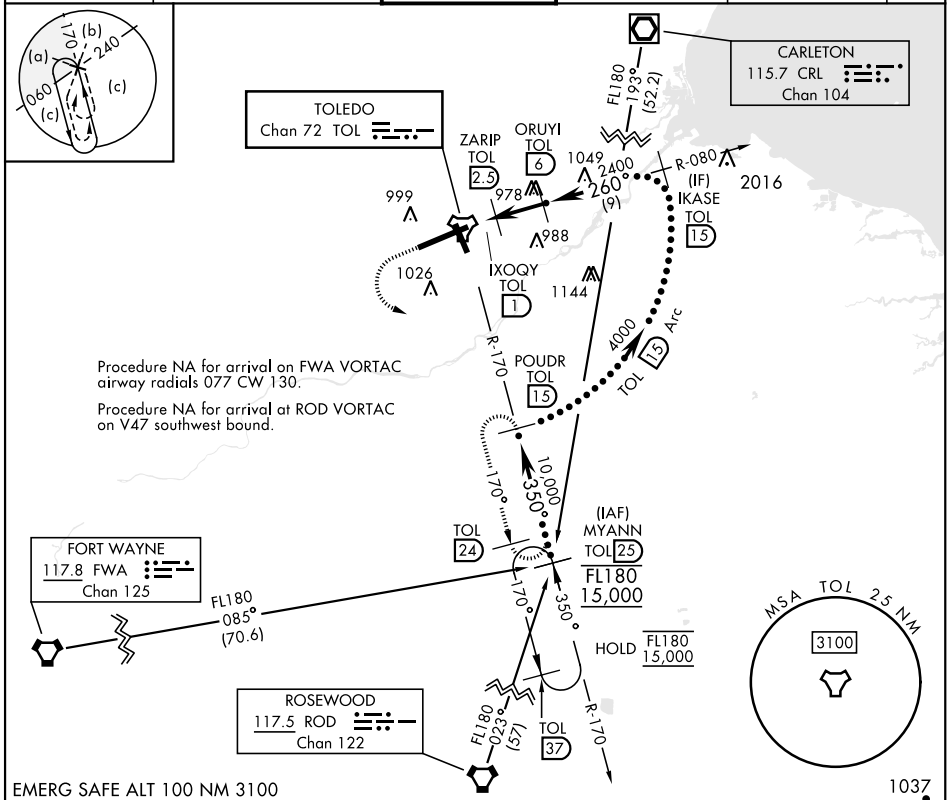 170
(b)
240
(a)
060
(c)
(c)
CARLETON
115.7 CRL
Chan 104
FL180
193°
(52.2)
TOLEDO
Chan 72 TOL
ZARIP
TOL
2.5
ORUYI
TOL
6
1049
2400
R-080
2016
(IF)
IKASE
TOL
15
260°
(9)
978
999
988
1026
IXOQY
TOL
1
1144
R-170
POUDR
TOL
15
4000
TOL 15 Arc
Procedure NA for arrival on FWA VORTAC
airway radials 077 CW 130.
Procedure NA for arrival at ROD VORTAC
on V47 southwest bound.
170°
10,000
350°
TOL
24
(IAF)
MYANN
TOL 25
FL180
15,000
FORT WAYNE
117.8 FWA
Chan 125
FL180
085°
(70.6)
170°
350°
HOLD FL180
15,000
MSA TOL 25 NM
3100
ROSEWOOD
117.5 ROD
Chan 122
FL180
023°
(57)
TOL
37
R-170
EMERG SAFE ALT 100 NM 3100
1037